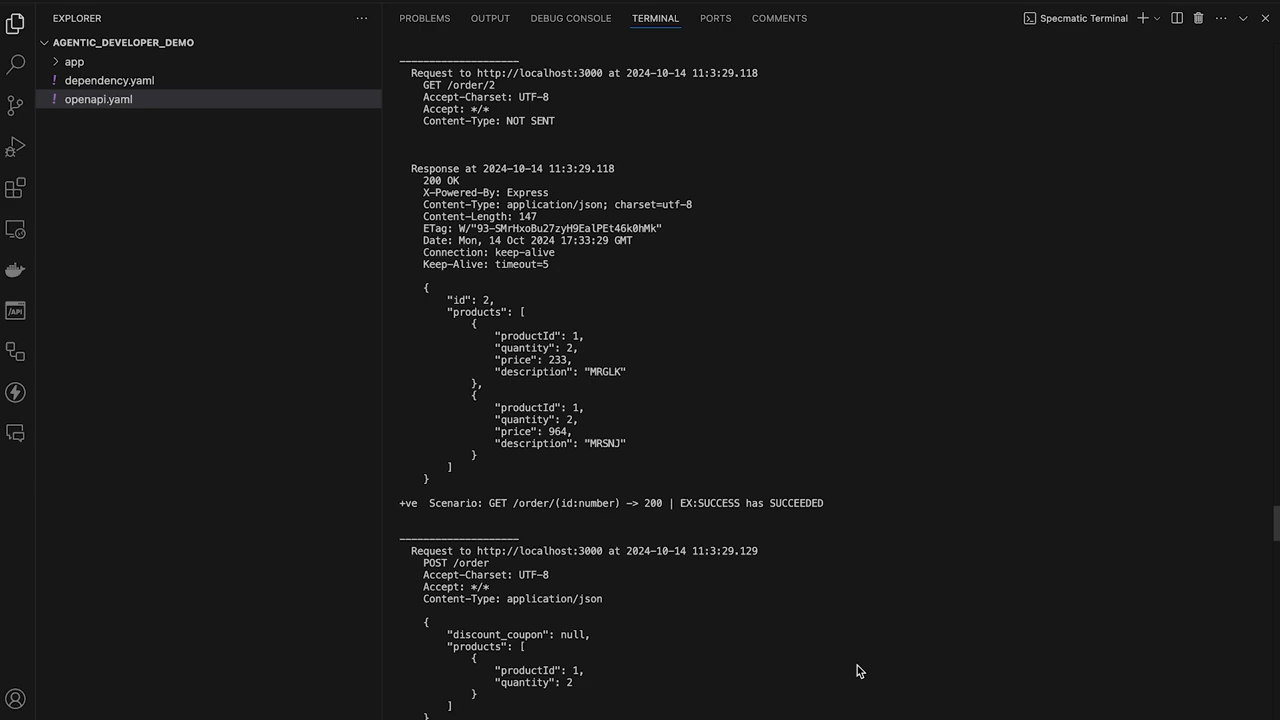 EXPLORER
AGENTIC_DEVELOPER_DEMO
app
! dependency.yaml
! openapi.yaml
PROBLEMS OUTPUT DEBUG CONSOLE TERMINAL PORTS COMMENTS
Specmatic Terminal
____________________
Request to http://localhost:3000 at 2024-10-14 11:3:29.118
GET /order/2
Accept-Charset: UTF-8
Accept: */*
Content-Type: NOT SENT
Response at 2024-10-14 11:3:29.118
200 OK
X-Powered-By: Express
Content-Type: application/json; charset=utf-8
Content-Length: 147
ETag: W/"93-SMrHxoBu27zyH9EalPEt46k0hMk"
Date: Mon, 14 Oct 2024 17:33:29 GMT
Connection: keep-alive
Keep-Alive: timeout=5
{
"id": 2,
"products": [
{
"productId": 1,
"quantity": 2,
"price": 233,
"description": "MRGLK"
},
{
"productId": 1,
"quantity": 2,
"price": 964,
"description": "MRSNJ"
}
]
}
+ve Scenario: GET /order/(id:number) -> 200 | EX:SUCCESS has SUCCEEDED
____________________
Request to http://localhost:3000 at 2024-10-14 11:3:29.129
POST /order
Accept-Charset: UTF-8
Accept: */*
Content-Type: application/json
{
"discount_coupon": null,
"products": [
{
"productId": 1,
"quantity": 2
}
]
}
/API